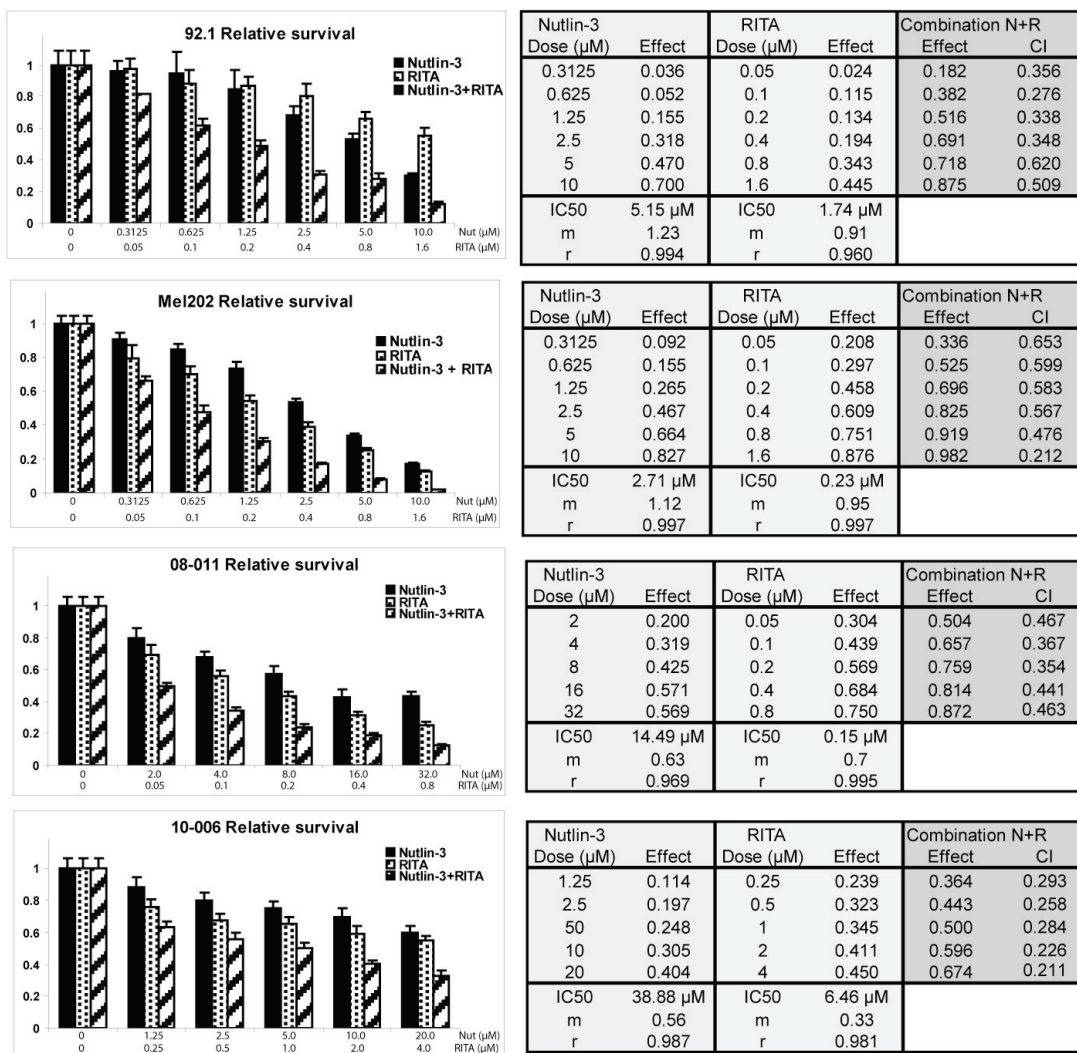 92.1 Relative survival
Nutlin-3
RITA
Nutlin-3+RITA
1
0.8
0.6
0.4
0.2
0
0 0.3125 0.625 1.25 2.5 5.0 10.0 Nut (µM)
0 0.05 0.1 0.2 0.4 0.8 1.6 RITA (µM)
Nutlin-3 RITA Combination N+R
Dose (µM) Effect Dose (µM) Effect Effect CI
0.3125 0.036 0.05 0.024 0.182 0.356
0.625 0.052 0.1 0.115 0.382 0.276
1.25 0.155 0.2 0.134 0.516 0.338
2.5 0.318 0.4 0.194 0.691 0.348
5 0.470 0.8 0.343 0.718 0.620
10 0.700 1.6 0.445 0.875 0.509
IC50 5.15 µM IC50 1.74 µM
m 1.23 m 0.91
r 0.994 r 0.960
Mel202 Relative survival
Nutlin-3
RITA
Nutlin-3 + RITA
1
0.8
0.6
0.4
0.2
0
0 0.3125 0.625 1.25 2.5 5.0 10.0 Nut (µM)
0 0.05 0.1 0.2 0.4 0.8 1.6 RITA (µM)
Nutlin-3 RITA Combination N+R
Dose (µM) Effect Dose (µM) Effect Effect CI
0.3125 0.092 0.05 0.208 0.336 0.653
0.625 0.155 0.1 0.297 0.525 0.599
1.25 0.265 0.2 0.458 0.696 0.583
2.5 0.467 0.4 0.609 0.825 0.567
5 0.664 0.8 0.751 0.919 0.476
10 0.827 1.6 0.876 0.982 0.212
IC50 2.71 µM IC50 0.23 µM
m 1.12 m 0.95
r 0.997 r 0.997
08-011 Relative survival
Nutlin-3
RITA
Nutlin-3+RITA
1
0.8
0.6
0.4
0.2
0
0 2.0 4.0 8.0 16.0 32.0 Nut (µM)
0 0.05 0.1 0.2 0.4 0.8 RITA (µM)
Nutlin-3 RITA Combination N+R
Dose (µM) Effect Dose (µM) Effect Effect CI
2 0.200 0.05 0.304 0.504 0.467
4 0.319 0.1 0.439 0.657 0.367
8 0.425 0.2 0.569 0.759 0.354
16 0.571 0.4 0.684 0.814 0.441
32 0.569 0.8 0.750 0.872 0.463
IC50 14.49 µM IC50 0.15 µM
m 0.63 m 0.7
r 0.969 r 0.995
10-006 Relative survival
Nutlin-3
RITA
Nutlin-3+RITA
1
0.8
0.6
0.4
0.2
0
0 1.25 2.5 5.0 10.0 20.0 Nut (µM)
0 0.25 0.5 1.0 2.0 4.0 RITA (µM)
Nutlin-3 RITA Combination N+R
Dose (µM) Effect Dose (µM) Effect Effect CI
1.25 0.114 0.25 0.239 0.364 0.293
2.5 0.197 0.5 0.323 0.443 0.258
50 0.248 1 0.345 0.500 0.284
10 0.305 2 0.411 0.596 0.226
20 0.404 4 0.450 0.674 0.211
IC50 38.88 µM IC50 6.46 µM
m 0.56 m 0.33
r 0.987 r 0.981